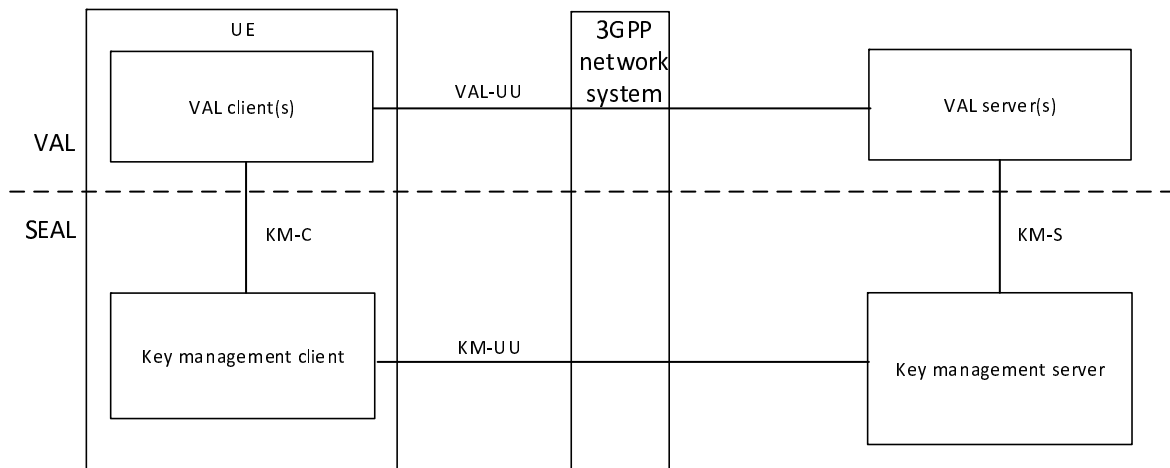 UE
3GPP
network
system
VAL client(s)
VAL-UU
VAL server(s)
VAL
SEAL
KM-C
KM-S
Key management client
KM-UU
Key management server